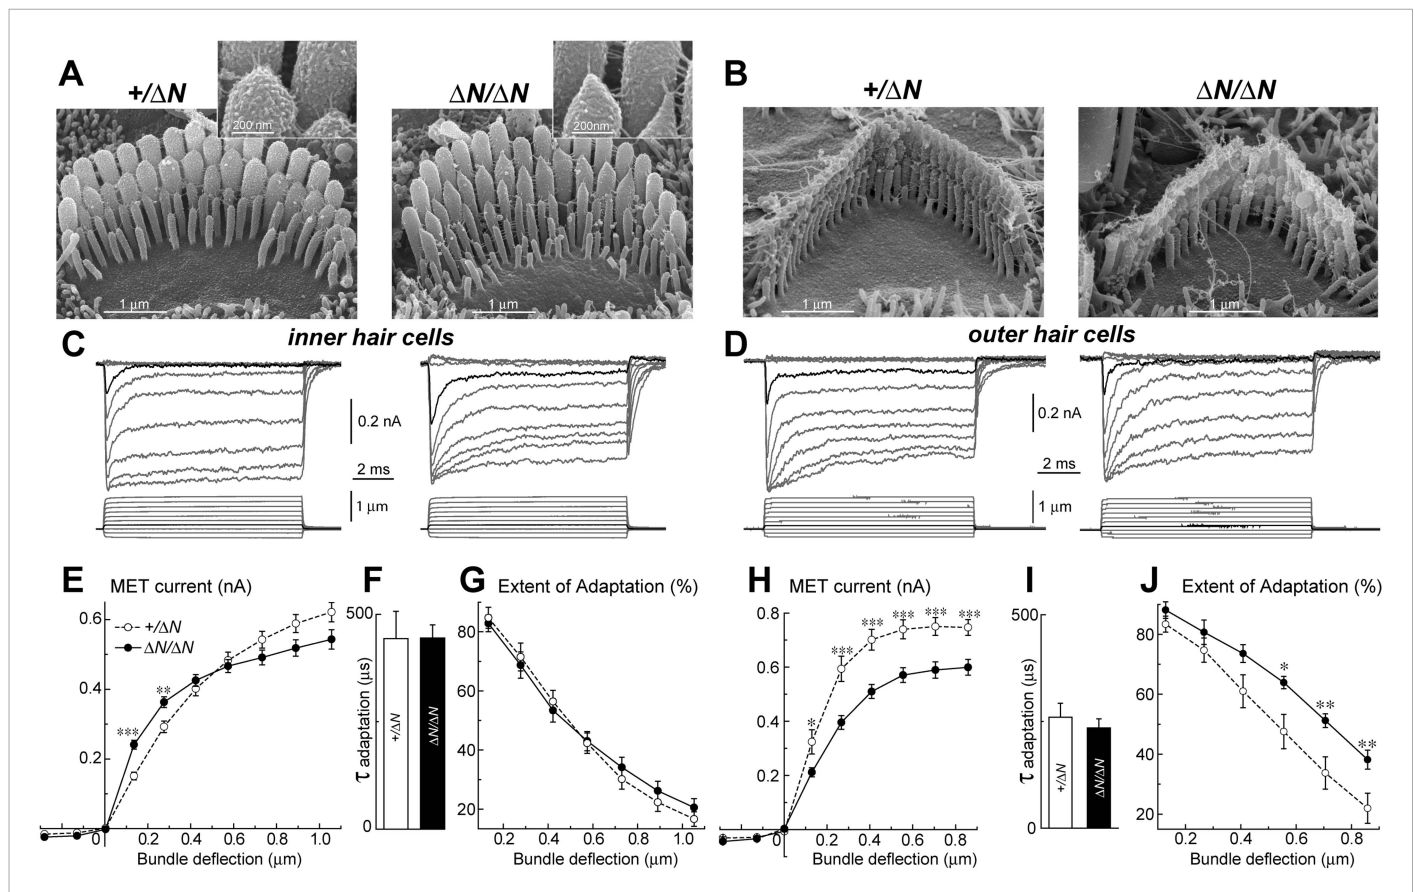 A
+/ΔN
200 nm
1 μm
ΔN/ΔN
200nm
1 μm
B
+/ΔN
1 μm
ΔN/ΔN
1 μm
inner hair cells
outer hair cells
C
0.2 nA
2 ms
1 μm
D
0.2 nA
2 ms
1 μm
E
MET current (nA)
+/ΔN
ΔN/ΔN
0.6
0.4
0.2
***
**
0
0.2 0.4 0.6 0.8 1.0
Bundle deflection (μm)
F
500
τ adaptation (μs)
0
+/ΔN
ΔN/ΔN
G
Extent of Adaptation (%)
80
60
40
20
0.2 0.4 0.6 0.8 1.0
Bundle deflection (μm)
H
MET current (nA)
0.8
0.6
0.4
0.2
*
***
***
***
***
***
0
0.2 0.4 0.6 0.8
Bundle deflection (μm)
I
500
τ adaptation (μs)
0
+/ΔN
ΔN/ΔN
J
Extent of Adaptation (%)
80
60
40
20
*
**
**
0.2 0.4 0.6 0.8
Bundle deflection (μm)